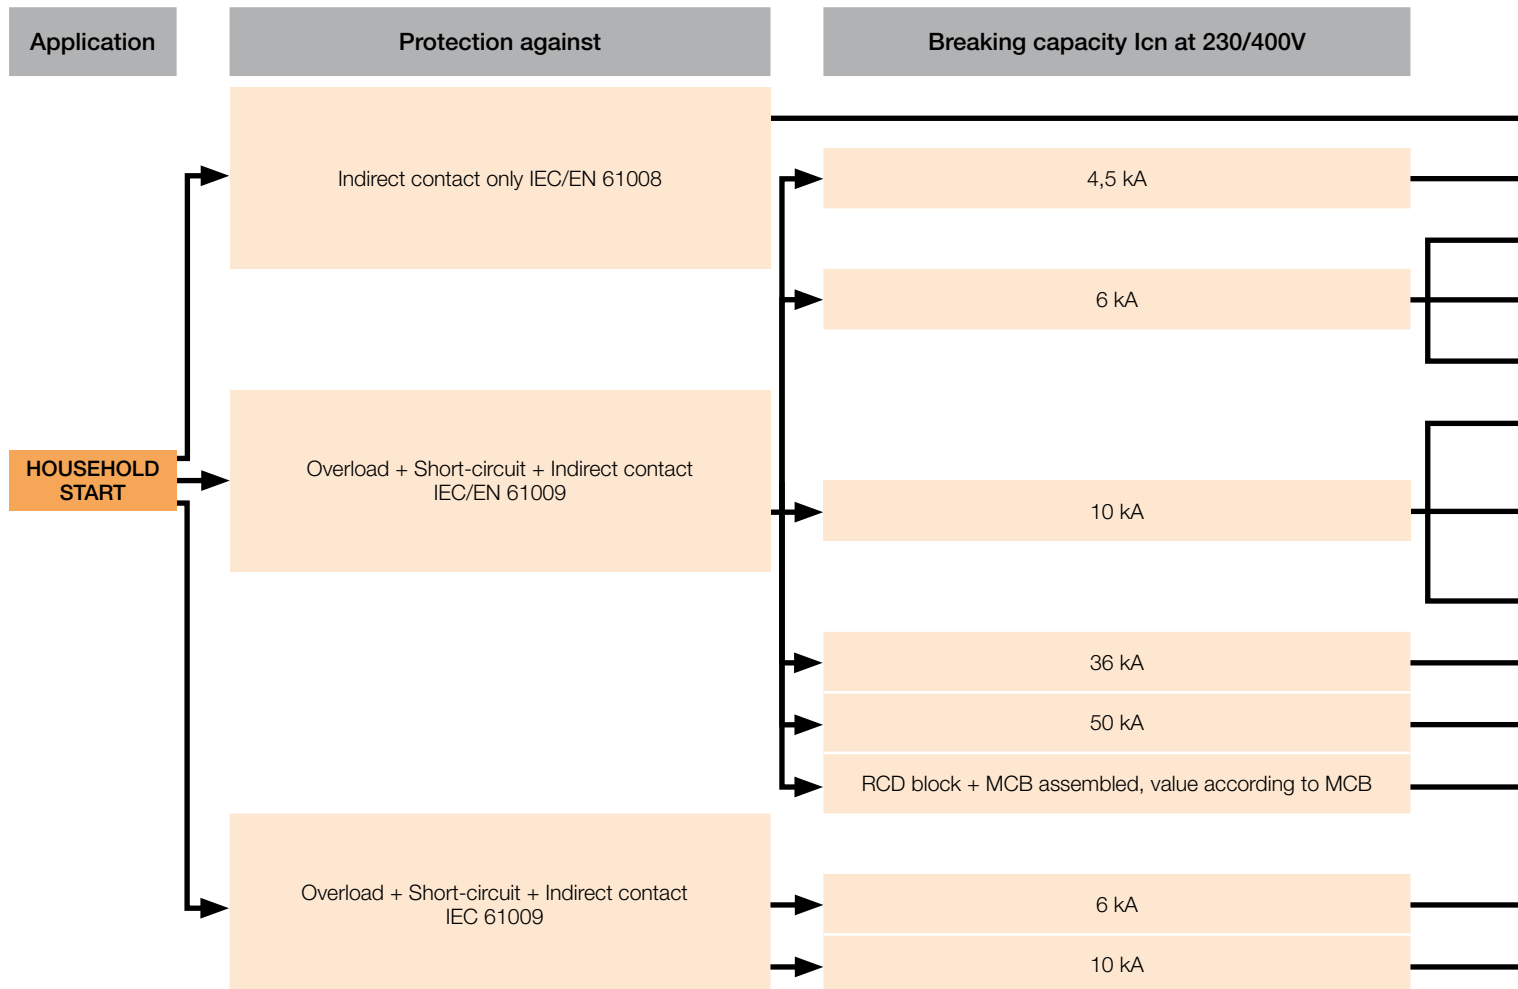 Application
Protection against
Breaking capacity Icn at 230/400V
Indirect contact only IEC/EN 61008
4,5 kA
6 kA
HOUSEHOLD
START
Overload + Short-circuit + Indirect contact
IEC/EN 61009
10 kA
36 kA
50 kA
RCD block + MCB assembled, value according to MCB
Overload + Short-circuit + Indirect contact
IEC 61009
6 kA
10 kA